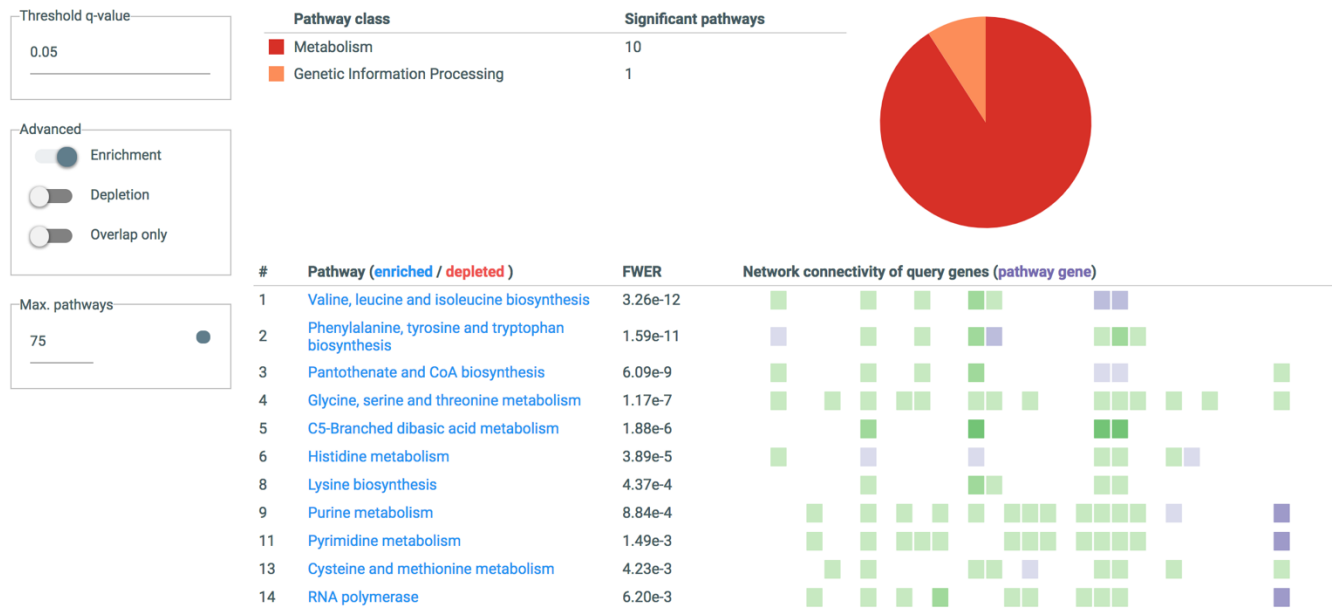 Threshold q-value
0.05
Advanced
Enrichment
Depletion
Overlap only
Max. pathways
75
Pathway class Significant pathways
Metabolism 10
Genetic Information Processing 1
# Pathway (enriched / depleted ) FWER Network connectivity of query genes (pathway gene)
1 Valine, leucine and isoleucine biosynthesis 3.26e-12
2 Phenylalanine, tyrosine and tryptophan 1.59e-11
biosynthesis
3 Pantothenate and CoA biosynthesis 6.09e-9
4 Glycine, serine and threonine metabolism 1.17e-7
5 C5-Branched dibasic acid metabolism 1.88e-6
6 Histidine metabolism 3.89e-5
8 Lysine biosynthesis 4.37e-4
9 Purine metabolism 8.84e-4
11 Pyrimidine metabolism 1.49e-3
13 Cysteine and methionine metabolism 4.23e-3
14 RNA polymerase 6.20e-3